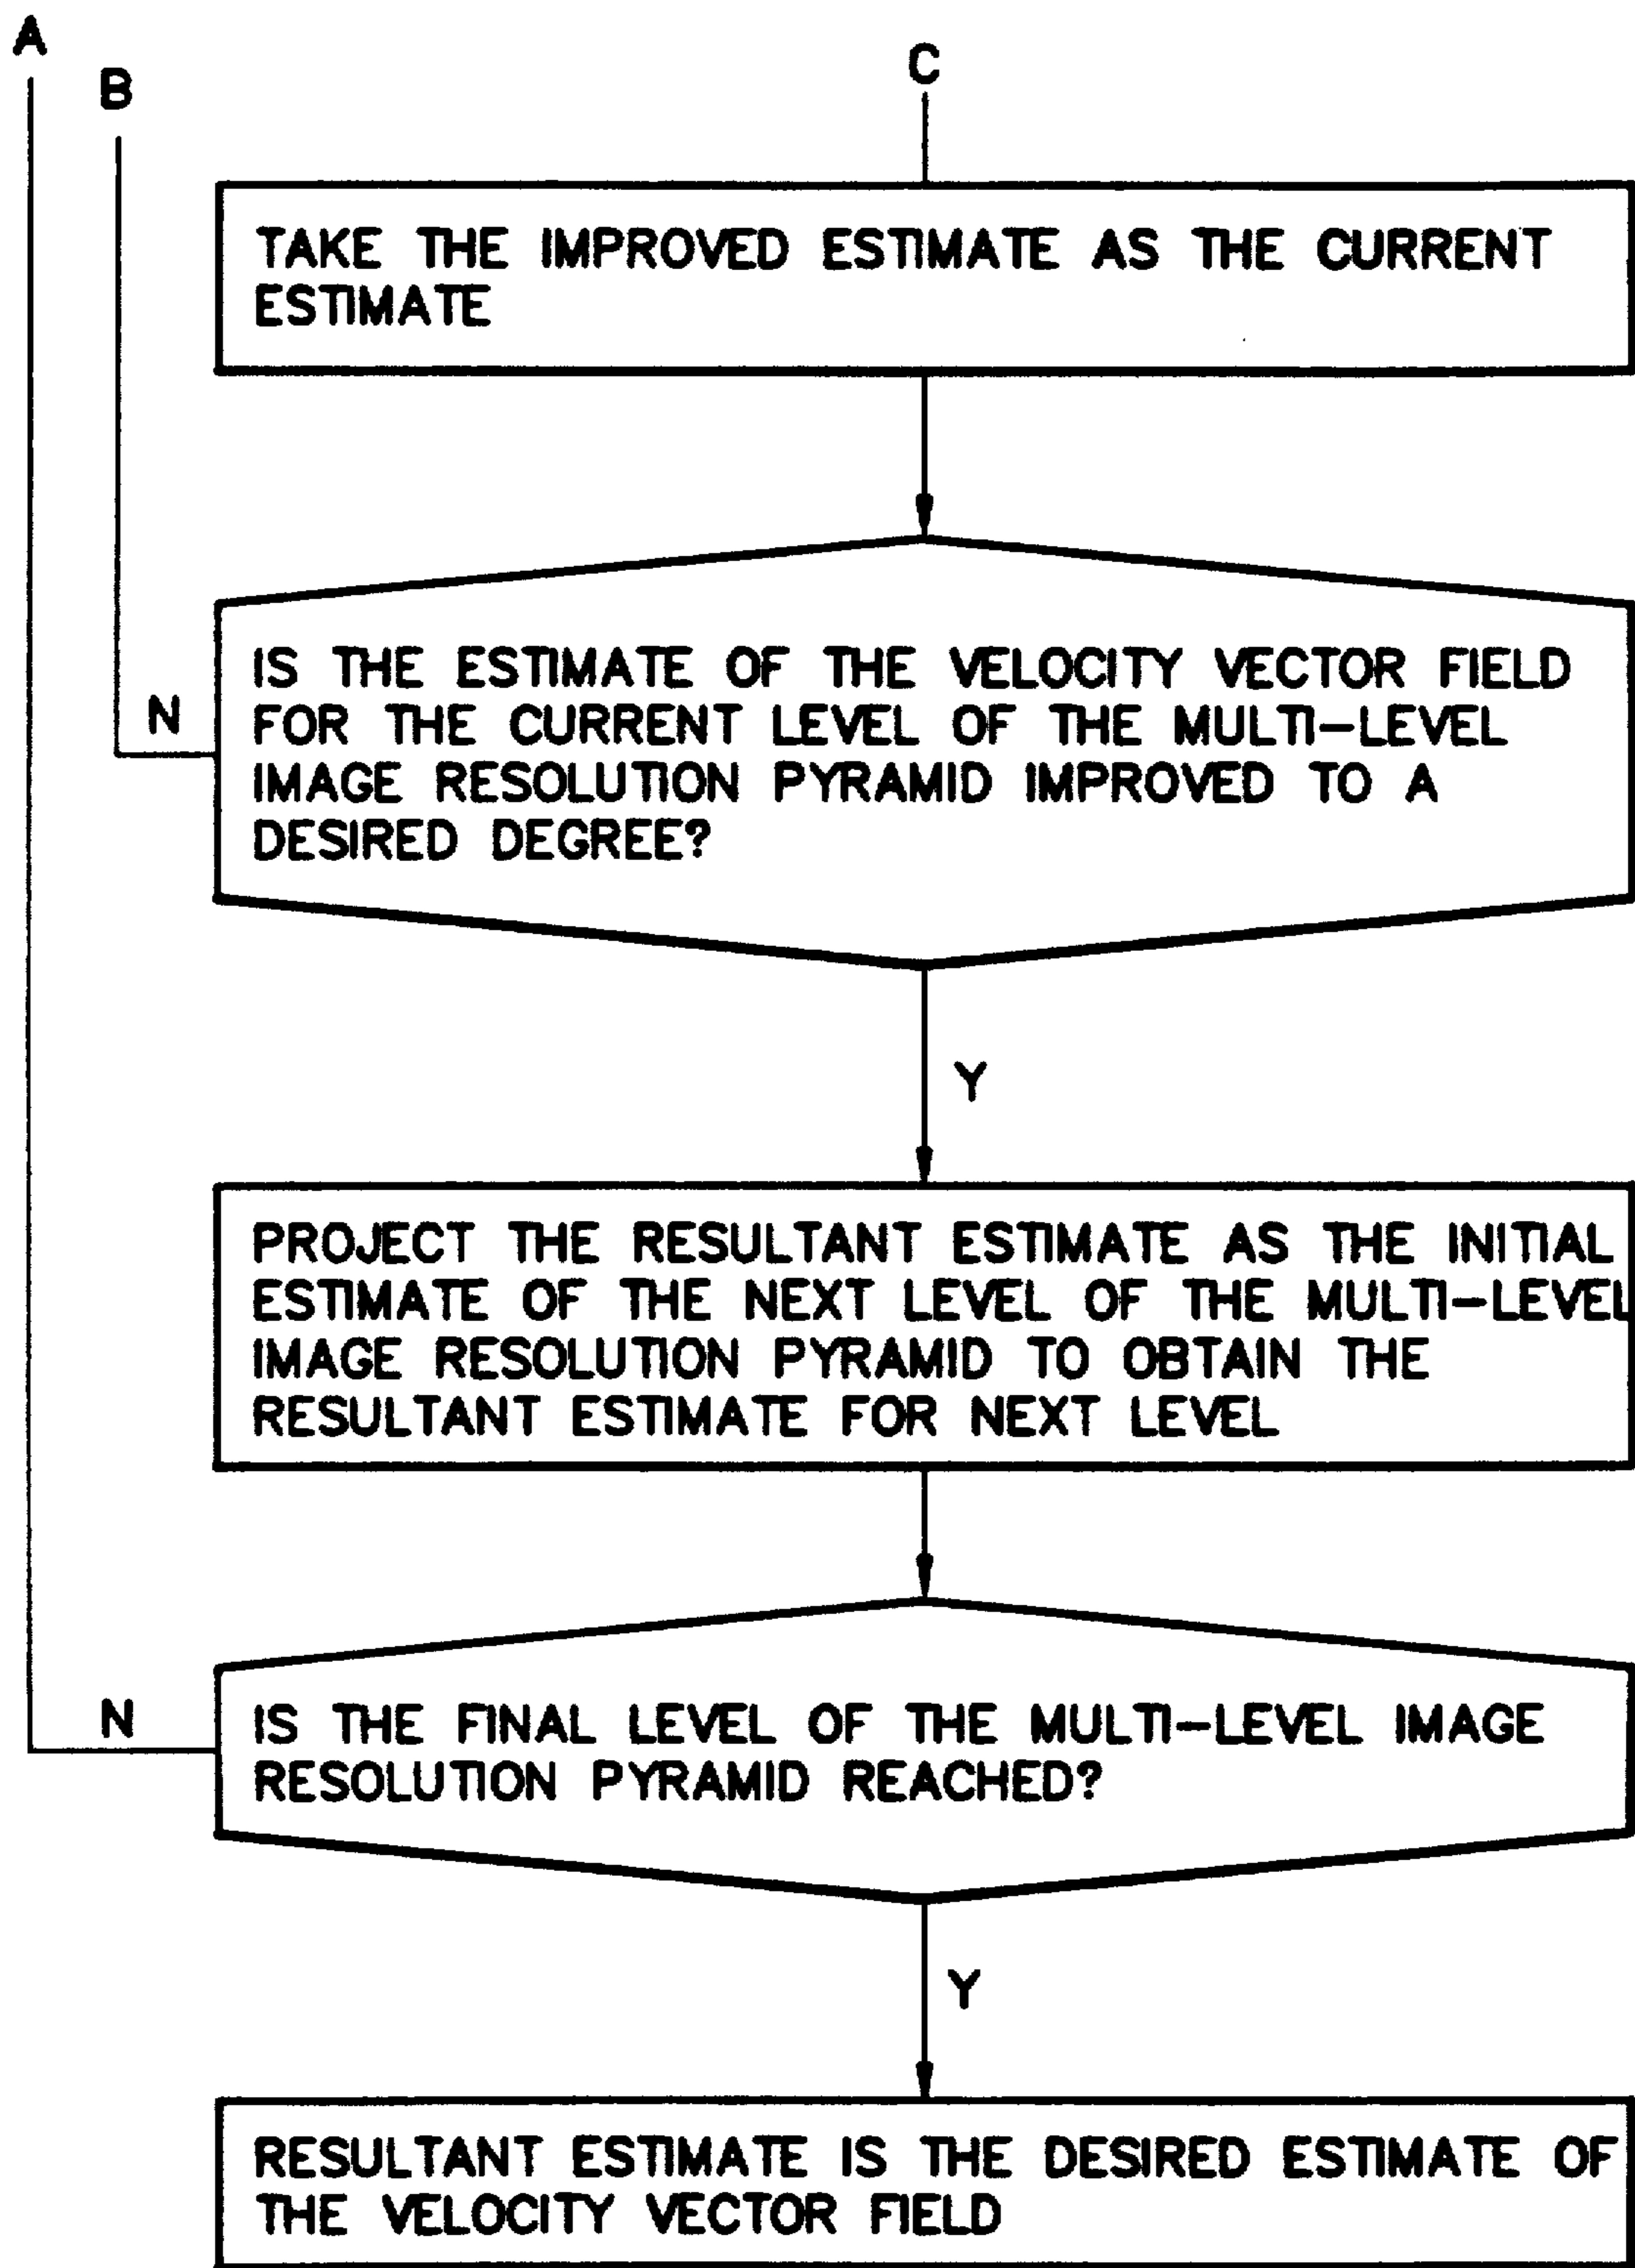 A
B
C
TAKE THE IMPROVED ESTIMATE AS THE CURRENT
ESTIMATE
IS THE ESTIMATE OF THE VELOCITY VECTOR FIELD
FOR THE CURRENT LEVEL OF THE MULTI-LEVEL
IMAGE RESOLUTION PYRAMID IMPROVED TO A
DESIRED DEGREE?
N
Y
PROJECT THE RESULTANT ESTIMATE AS THE INITIAL
ESTIMATE OF THE NEXT LEVEL OF THE MULTI-LEVEL
IMAGE RESOLUTION PYRAMID TO OBTAIN THE
RESULTANT ESTIMATE FOR NEXT LEVEL
N
IS THE FINAL LEVEL OF THE MULTI-LEVEL IMAGE
RESOLUTION PYRAMID REACHED?
Y
RESULTANT ESTIMATE IS THE DESIRED ESTIMATE OF
THE VELOCITY VECTOR FIELD